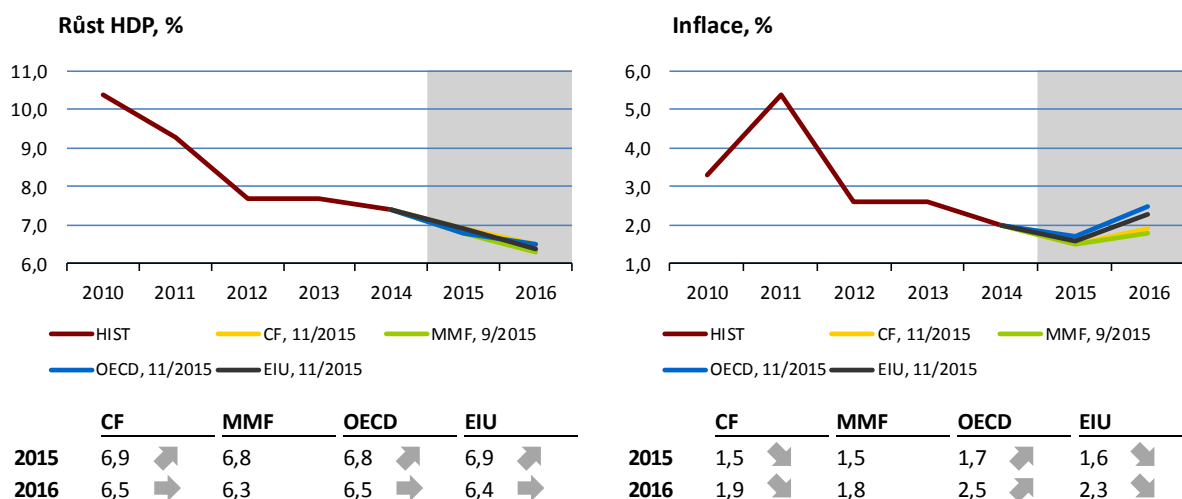 Růst HDP, %
11,0
10,0
9,0
8,0
7,0
6,0
2010 2011 2012 2013 2014 2015 2016
HIST CF, 11/2015 MMF, 9/2015
OECD, 11/2015 EIU, 11/2015
CF MMF OECD EIU
2015 6,9 6,8 6,8 6,9
2016 6,5 6,3 6,5 6,4
Inflace, %
6,0
5,0
4,0
3,0
2,0
1,0
2010 2011 2012 2013 2014 2015 2016
HIST CF, 11/2015 MMF, 9/2015
OECD, 11/2015 EIU, 11/2015
CF MMF OECD EIU
2015 1,5 1,5 1,7 1,6
2016 1,9 1,8 2,5 2,3